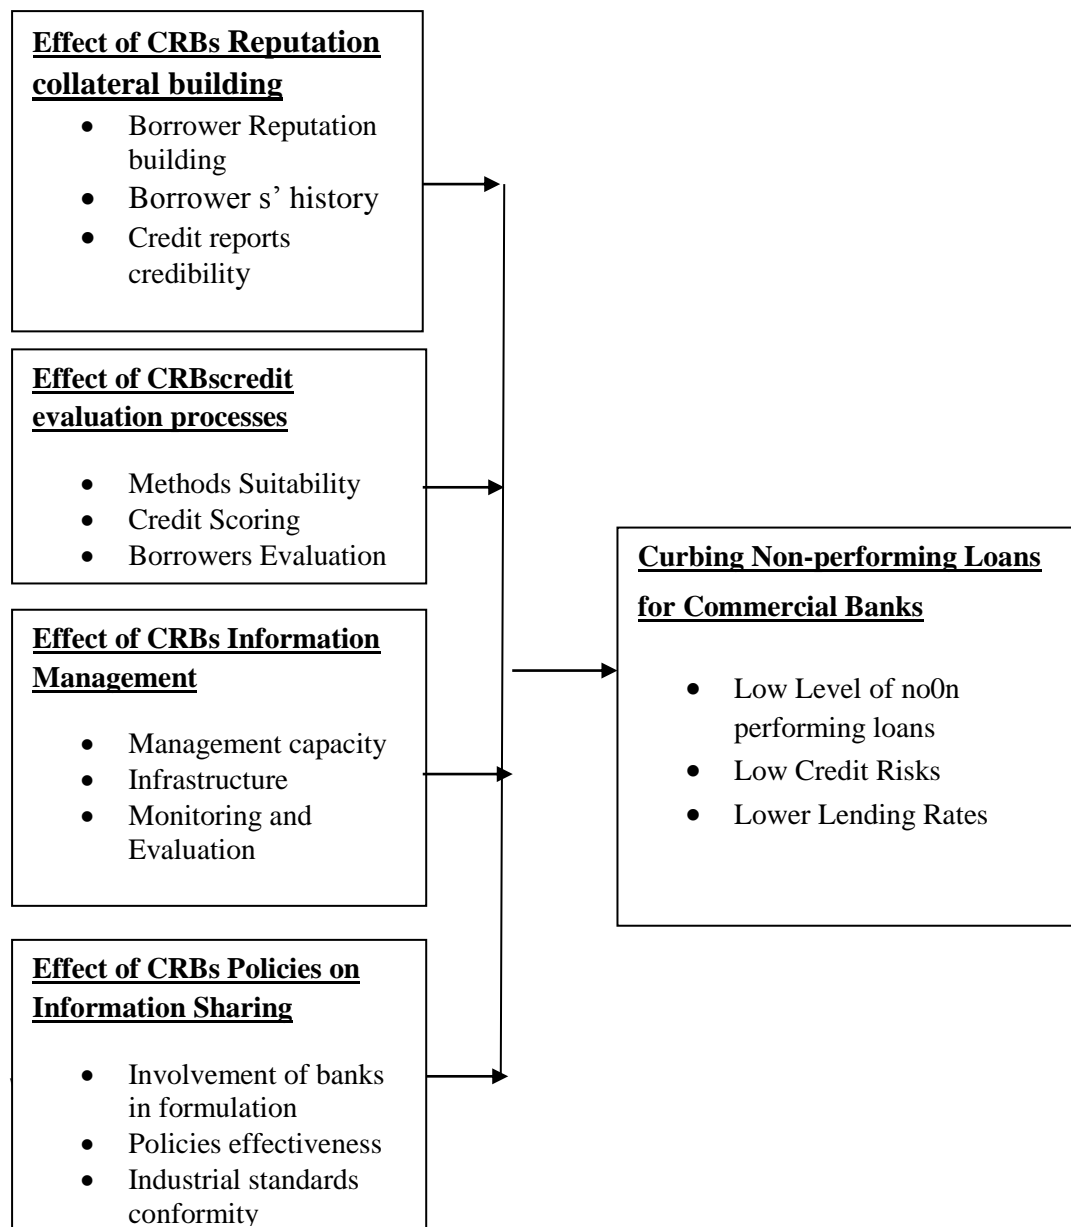 Effect of CRBs Reputation
collateral building
• Borrower Reputation
building
• Borrower s’ history
• Credit reports
credibility
Effect of CRBscredit
evaluation processes
• Methods Suitability
• Credit Scoring
• Borrowers Evaluation
Effect of CRBs Information
Management
• Management capacity
• Infrastructure
• Monitoring and
Evaluation
Effect of CRBs Policies on
Information Sharing
• Involvement of banks
in formulation
• Policies effectiveness
• Industrial standards
conformity
Curbing Non-performing Loans
for Commercial Banks
• Low Level of no0n
performing loans
• Low Credit Risks
• Lower Lending Rates